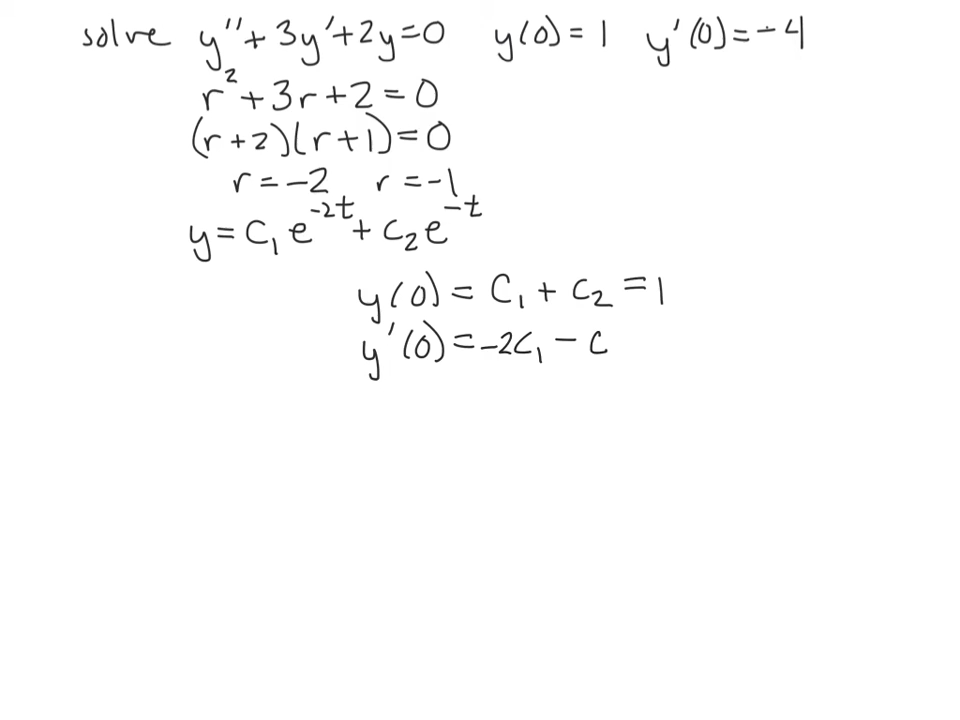 solve y''+3y'+2y=0 y(0)=1 y'(0)=-4
r²+3r+2=0
(r+2)(r+1)=0
r=-2 r=-1
y=c₁e^{-2t}+c₂e^{-t}
y(0)=c₁+c₂=1
y'(0)=-2c₁-c